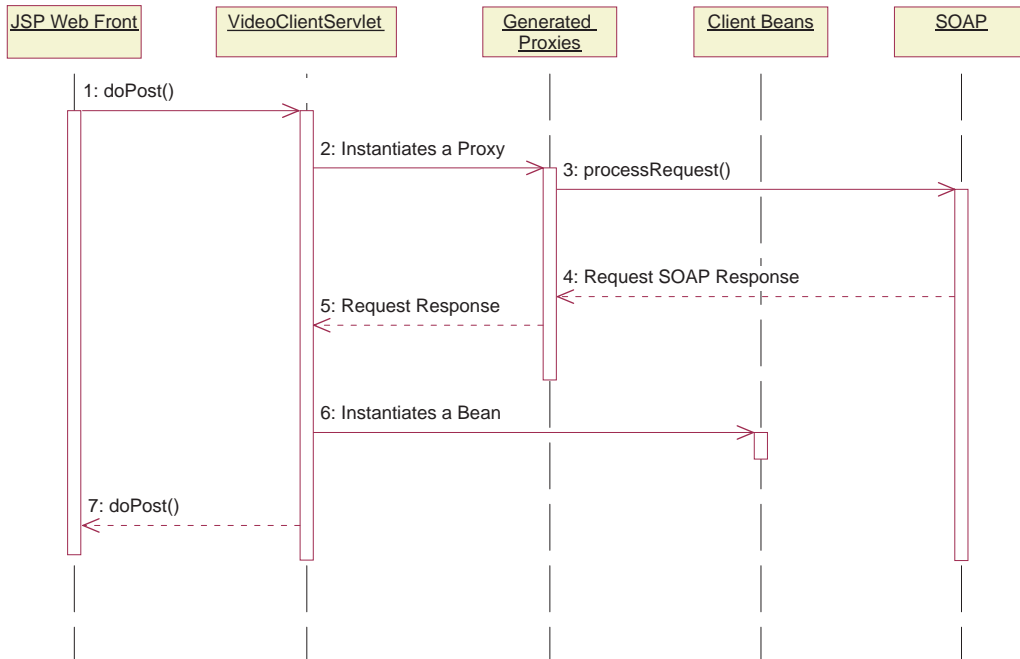 JSP Web Front
VideoClientServlet
Generated
Proxies
Client Beans
SOAP
1: doPost()
2: Instantiates a Proxy
3: processRequest()
4: Request SOAP Response
5: Request Response
6: Instantiates a Bean
7: doPost()